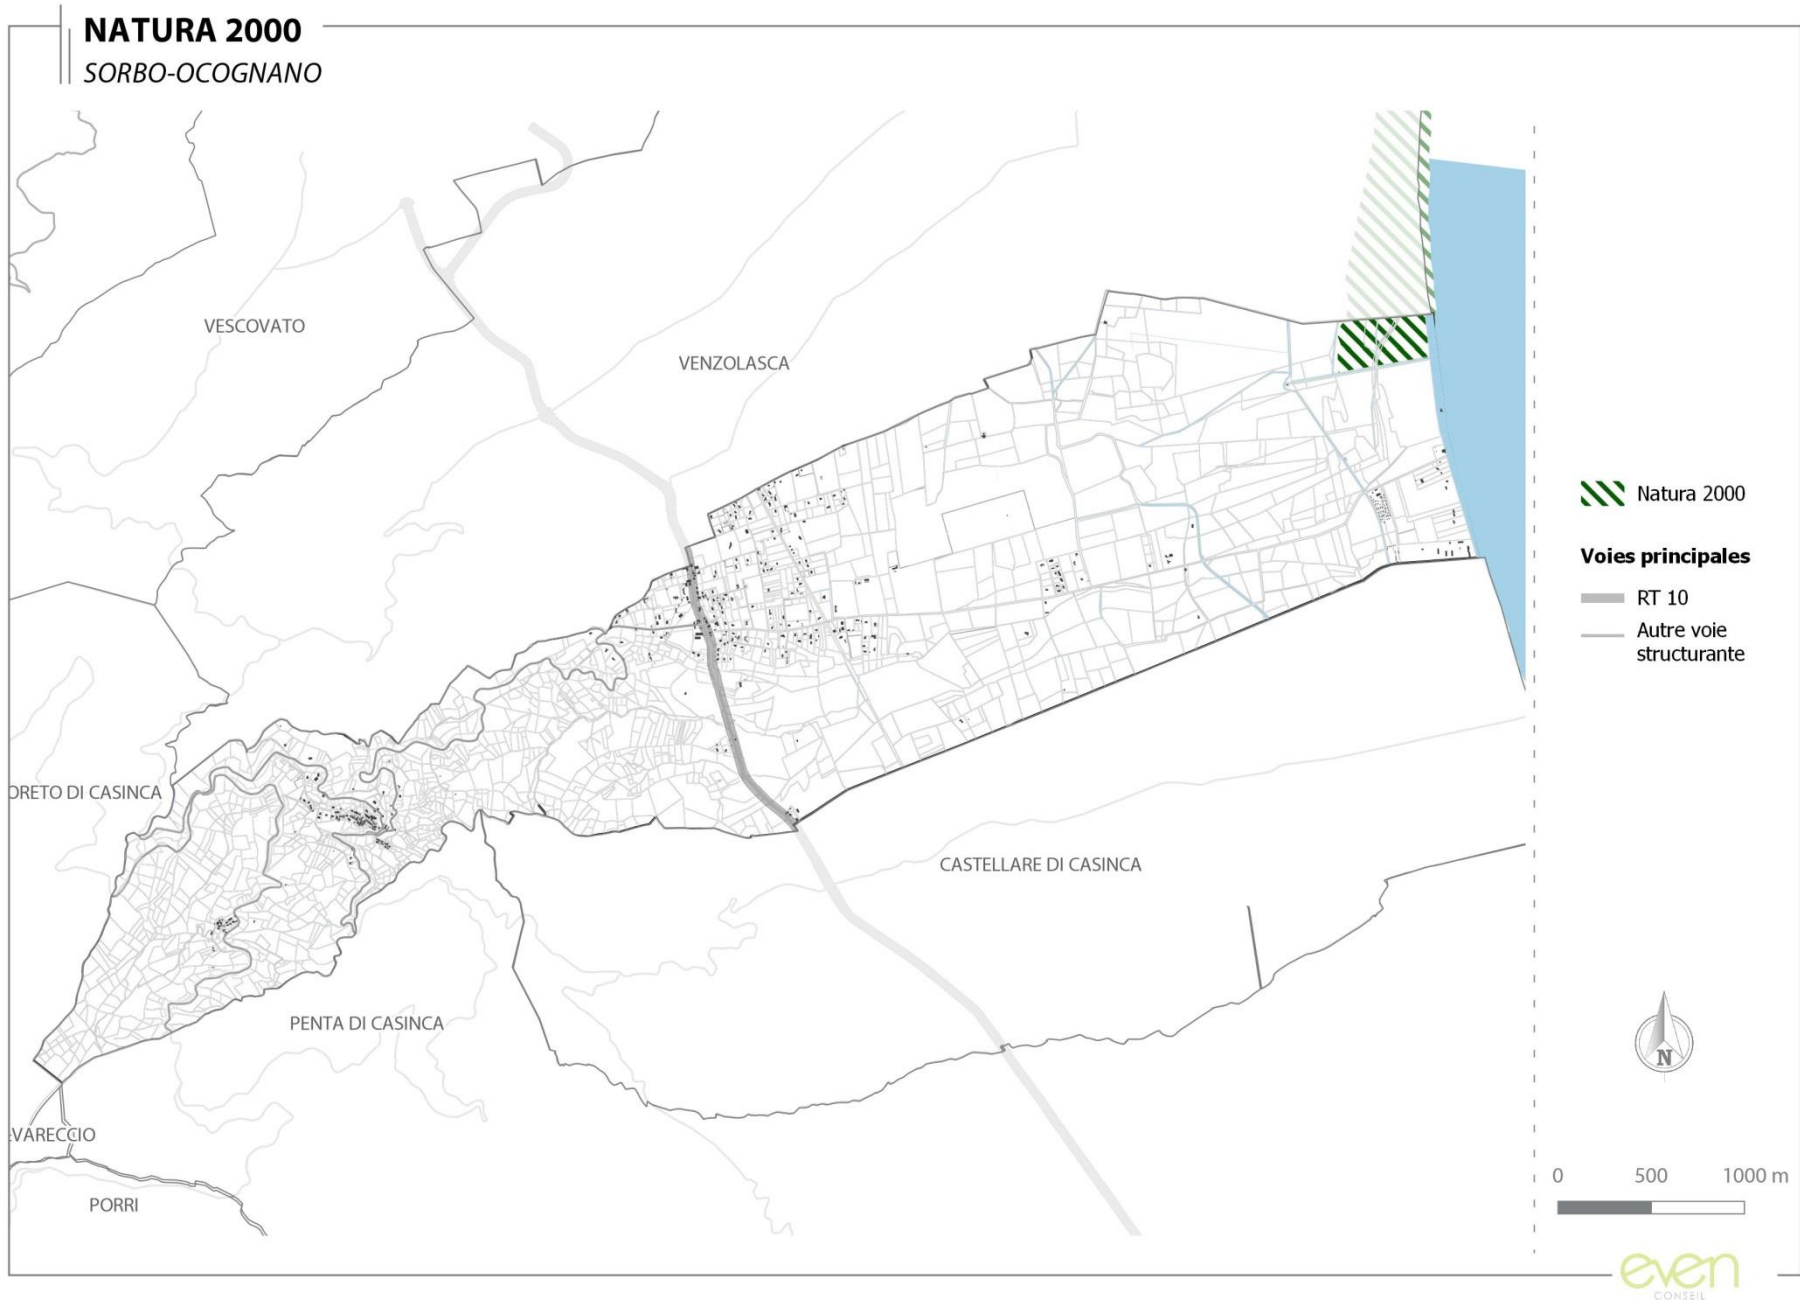 NATURA 2000
SORBO-OCOGNANO
VESCOVATO
VENZOLASCA
ORETO DI CASINCA
CASTELLARE DI CASINCA
PENTA DI CASINCA
VARECCIO
PORRI
Natura 2000
Voies principales
RT 10
Autre voie
structurante
N
0 500 1000 m
even
CONSEIL